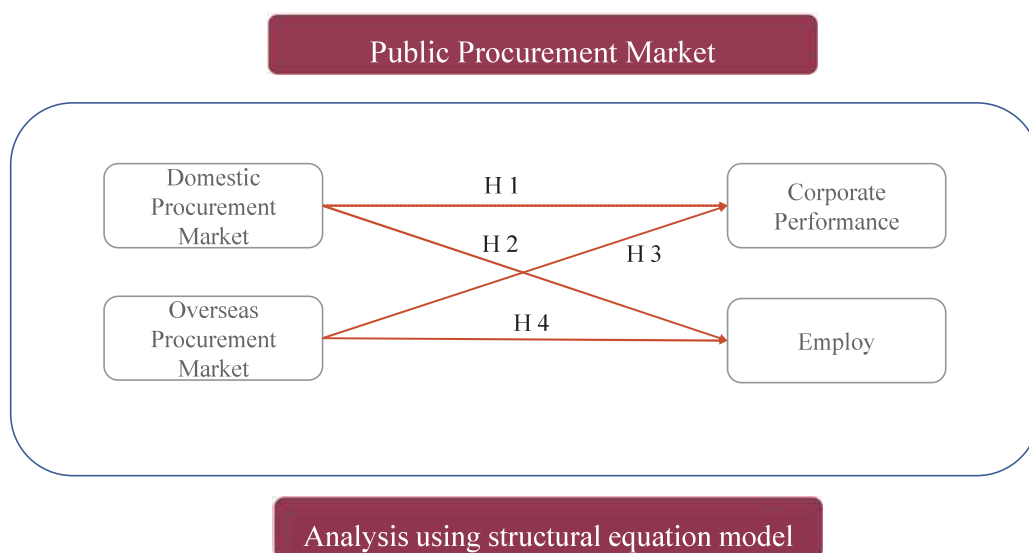 Public Procurement Market
Domestic
Procurement
Market
H 1
Corporate
Performance
H 2
H 3
Overseas
Procurement
Market
H 4
Employ
Analysis using structural equation model